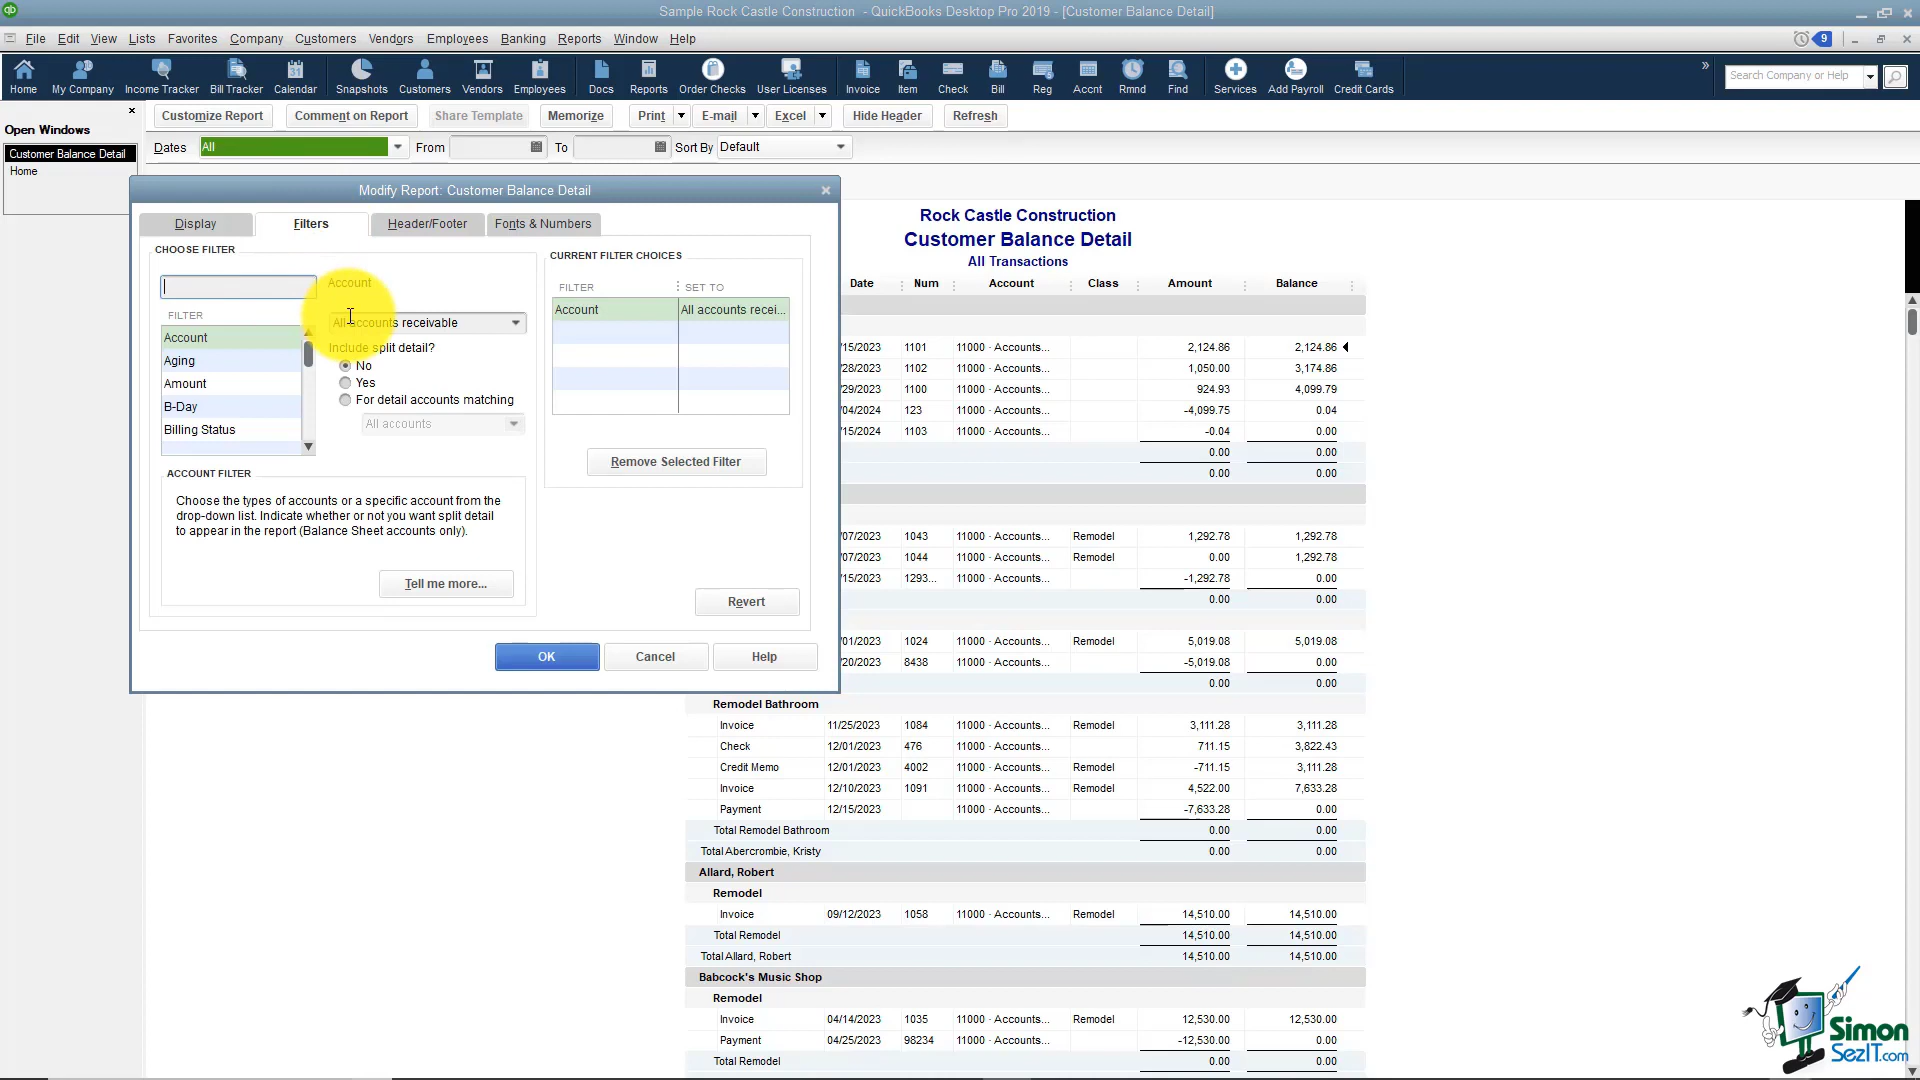 Sample Rock Castle Construction - QuickBooks Desktop Pro 2019 - [Customer Balance Detail]
File Edit View Lists Favorites Company Customers Vendors Employees Banking Reports Window Help
9
Home My Company Income Tracker Bill Tracker Calendar Snapshots Customers Vendors Employees Docs Reports Order Checks User Licenses Invoice Item Check Bill Reg Accnt Rmnd Find Services Add Payroll Credit Cards
Search Company or Help
Open Windows
Customer Balance Detail
Home
Customize Report Comment on Report Share Template Memorize Print E-mail Excel Hide Header Refresh
Dates All From To Sort By Default
Modify Report: Customer Balance Detail
Display Filters Header/Footer Fonts & Numbers
CHOOSE FILTER
Account
FILTER
Account
Aging
Amount
B-Day
Billing Status
All accounts receivable
Include split detail?
No
Yes
For detail accounts matching
All accounts
CURRENT FILTER CHOICES
FILTER SET TO
Account All accounts recei...
Remove Selected Filter
ACCOUNT FILTER
Choose the types of accounts or a specific account from the
drop-down list. Indicate whether or not you want split detail
to appear in the report (Balance Sheet accounts only).
Tell me more...
Revert
OK Cancel Help
Rock Castle Construction
Customer Balance Detail
All Transactions
Date Num Account Class Amount Balance
/15/2023 1101 11000 · Accounts... 2,124.86 2,124.86
/28/2023 1102 11000 · Accounts... 1,050.00 3,174.86
/29/2023 1100 11000 · Accounts... 924.93 4,099.79
/04/2024 123 11000 · Accounts... -4,099.75 0.04
/15/2024 1103 11000 · Accounts... -0.04 0.00
0.00 0.00
0.00 0.00
/07/2023 1043 11000 · Accounts... Remodel 1,292.78 1,292.78
/07/2023 1044 11000 · Accounts... Remodel 0.00 1,292.78
/15/2023 1293... 11000 · Accounts... -1,292.78 0.00
0.00 0.00
/01/2023 1024 11000 · Accounts... Remodel 5,019.08 5,019.08
/20/2023 8438 11000 · Accounts... -5,019.08 0.00
0.00 0.00
Remodel Bathroom
Invoice 11/25/2023 1084 11000 · Accounts... Remodel 3,111.28 3,111.28
Check 12/01/2023 476 11000 · Accounts... 711.15 3,822.43
Credit Memo 12/01/2023 4002 11000 · Accounts... Remodel -711.15 3,111.28
Invoice 12/10/2023 1091 11000 · Accounts... Remodel 4,522.00 7,633.28
Payment 12/15/2023 11000 · Accounts... -7,633.28 0.00
Total Remodel Bathroom 0.00 0.00
Total Abercrombie, Kristy 0.00 0.00
Allard, Robert
Remodel
Invoice 09/12/2023 1058 11000 · Accounts... Remodel 14,510.00 14,510.00
Total Remodel 14,510.00 14,510.00
Total Allard, Robert 14,510.00 14,510.00
Babcock's Music Shop
Remodel
Invoice 04/14/2023 1035 11000 · Accounts... Remodel 12,530.00 12,530.00
Payment 04/25/2023 98234 11000 · Accounts... -12,530.00 0.00
Total Remodel 0.00 0.00
Simon
SezIT.com